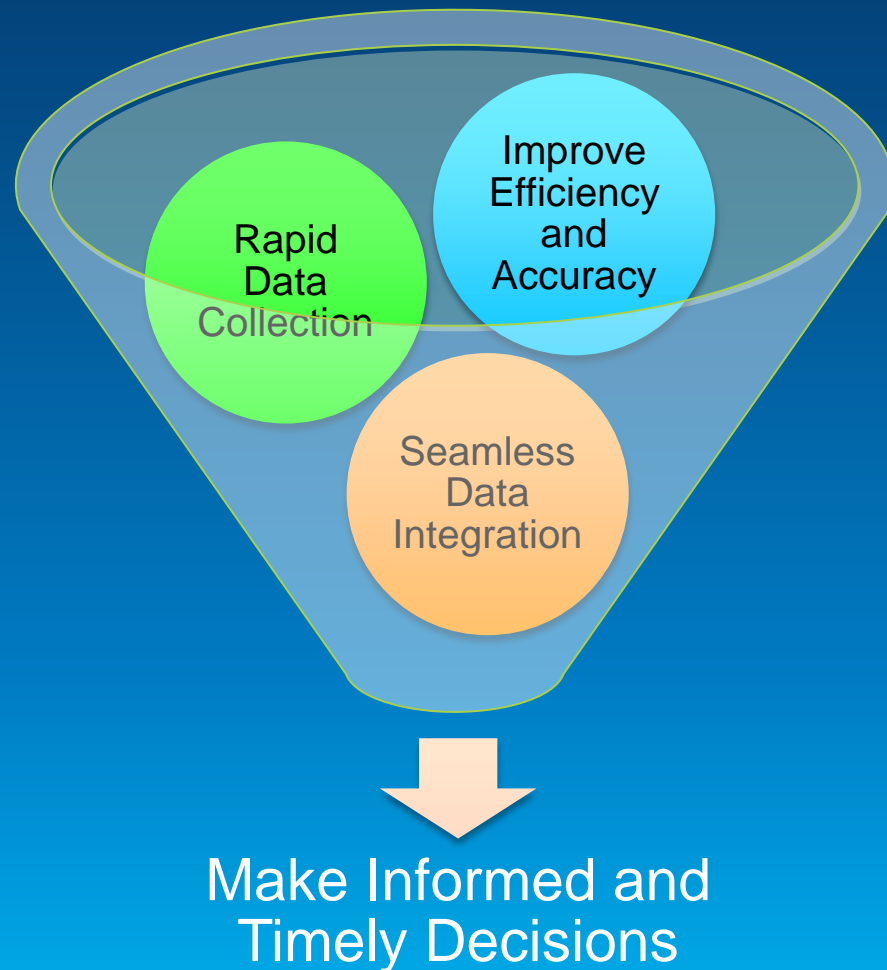 Improve
Efficiency
and
Accuracy
Rapid
Data
Collection
Seamless
Data
Integration
Make Informed and
Timely Decisions